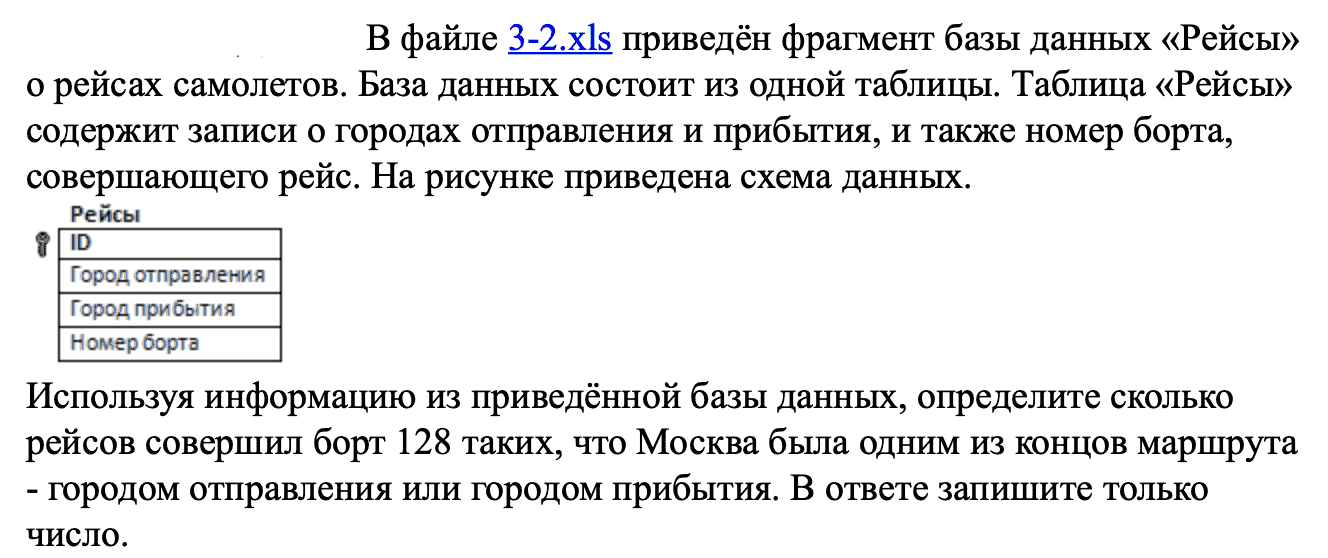 В файле 3-2.xls приведён фрагмент базы данных «Рейсы»
о рейсах самолетов. База данных состоит из одной таблицы. Таблица «Рейсы»
содержит записи о городах отправления и прибытия, и также номер борта,
совершающего рейс. На рисунке приведена схема данных.
Рейсы
ID
Город отправления
Город прибытия
Номер борта
Используя информацию из приведённой базы данных, определите сколько
рейсов совершил борт 128 таких, что Москва была одним из концов маршрута
- городом отправления или городом прибытия. В ответе запишите только
число.